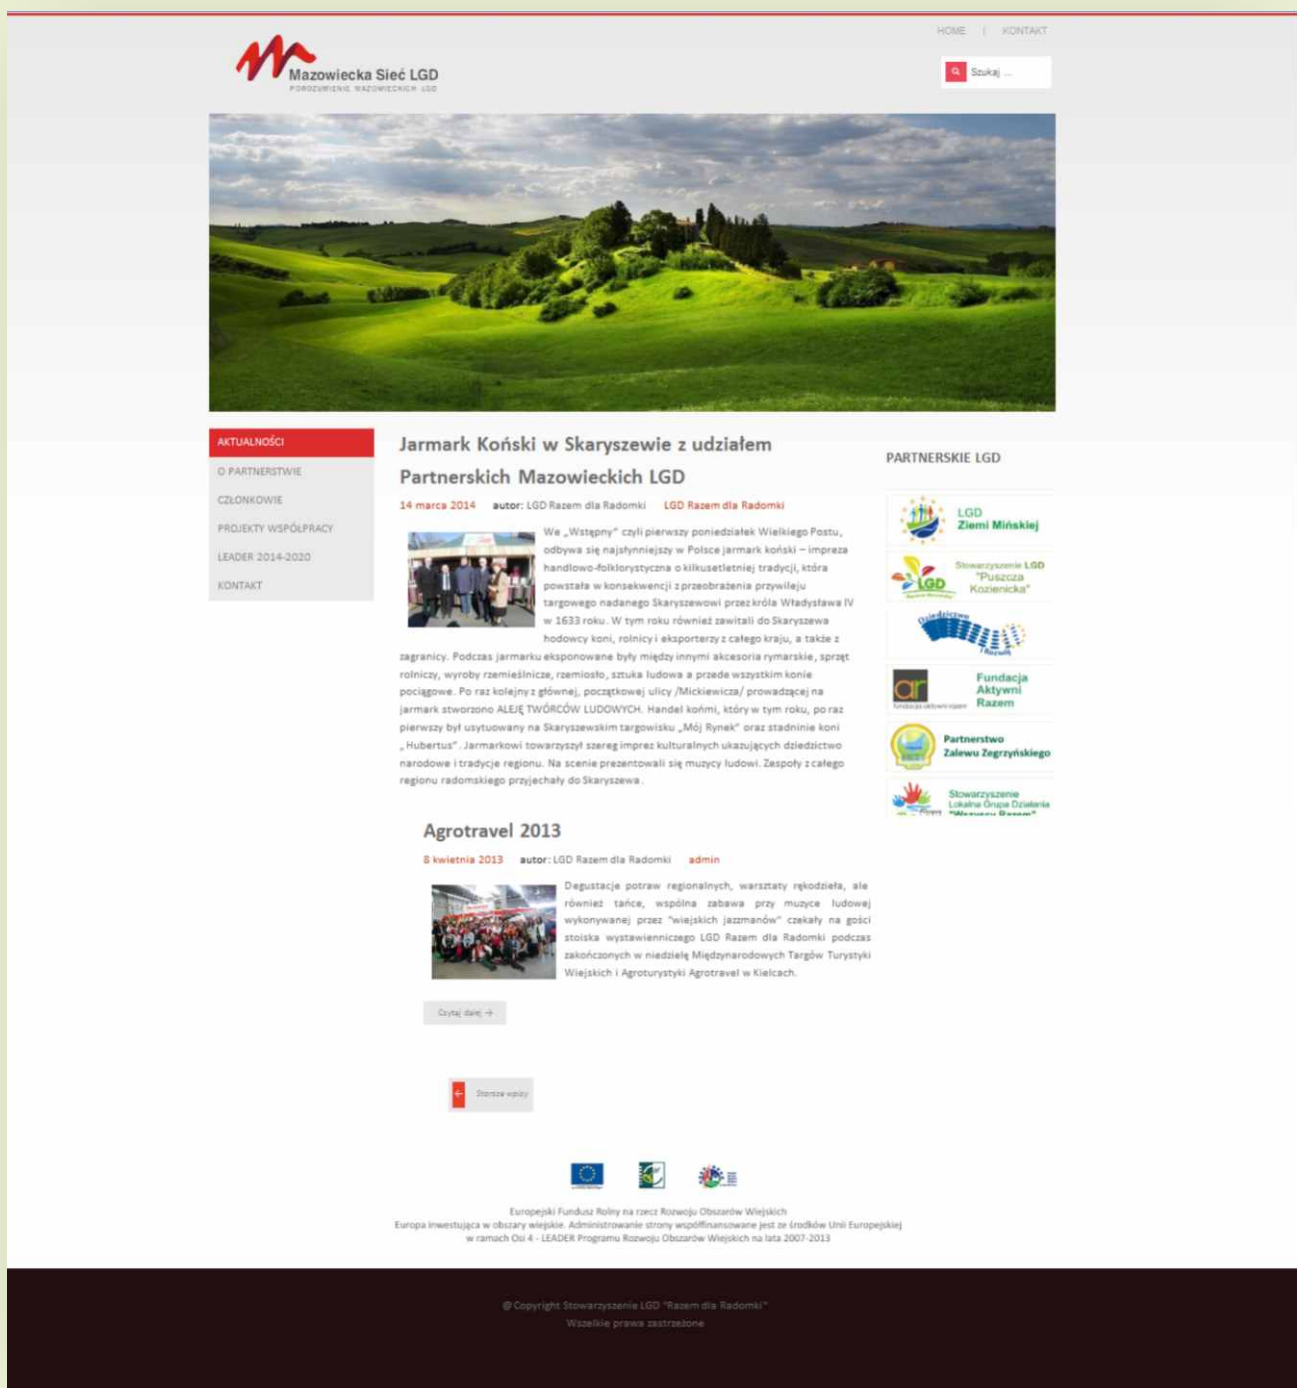 HOME | KONTAKT
Mazowiecka Sieć LGD
POROZUMIENIE MAZOWIECKICH LGD
Szukaj ...
AKTUALNOŚCI
O PARTNERSTWIE
CZŁONKOWIE
PROJEKTY WSPÓŁPRACY
LEADER 2014-2020
KONTAKT
Jarmark Koński w Skaryszewie z udziałem
Partnerskich Mazowieckich LGD
14 marca 2014 autor: LGD Razem dla Radomki LGD Razem dla Radomki
We „Wstępny” czyli pierwszy poniedziałek Wielkiego Postu,
odbywa się najsłynniejszy w Polsce jarmark koński – impreza
handlowo-folklorystyczna o kilkusetletniej tradycji, która
powstała w konsekwencji z przeobrażenia przywileju
targowego nadanego Skaryszewowi przez króla Władysława IV
w 1633 roku. W tym roku również zawitali do Skaryszewa
hodowcy koni, rolnicy i eksporterzy z całego kraju, a także z
zagranicy. Podczas jarmarku eksponowane były między innymi akcesoria rymarskie, sprzęt
rolniczy, wyroby rzemieślnicze, rzemiosło, sztuka ludowa a przede wszystkim konie
pociągowe. Po raz kolejny z głównej, początkowej ulicy /Mickiewicza/ prowadzącej na
jarmark stworzono ALEJĘ TWÓRCÓW LUDOWYCH. Handel końmi, który w tym roku, po raz
pierwszy był usytuowany na Skaryszewskim targowisku „Mój Rynek” oraz stadninie koni
„Hubertus”. Jarmarkowi towarzyszył szereg imprez kulturalnych ukazujących dziedzictwo
narodowe i tradycje regionu. Na scenie prezentowali się muzycy ludowi. Zespoły z całego
regionu radomskiego przyjechały do Skaryszewa.
Agrotravel 2013
8 kwietnia 2013 autor: LGD Razem dla Radomki admin
Degustacje potraw regionalnych, warsztaty rękodzieła, ale
również tańce, wspólna zabawa przy muzyce ludowej
wykonywanej przez "wiejskich jazzmanów" czekały na gości
stoiska wystawienniczego LGD Razem dla Radomki podczas
zakończonych w niedzielę Międzynarodowych Targów Turystyki
Wiejskich i Agroturystyki Agrotravel w Kielcach.
Czytaj dalej →
← Starsze wpisy
PARTNERSKIE LGD
LGD
Ziemi Mińskiej
LGD
Stowarzyszenie LGD
"Puszcza
Kozienicka"
Dziedzictwo
i Rozwój
ar
fundacja aktywni razem
Fundacja
Aktywni
Razem
Partnerstwo
Zalewu Zegrzyńskiego
Stowarzyszenie
Lokalna Grupa Działania
"Wszyscy Razem"
Europejski Fundusz Rolny na rzecz Rozwoju Obszarów Wiejskich
Europa inwestująca w obszary wiejskie. Administrowanie strony współfinansowane jest ze środków Unii Europejskiej
w ramach Osi 4 - LEADER Programu Rozwoju Obszarów Wiejskich na lata 2007-2013
@ Copyright Stowarzyszenie LGD "Razem dla Radomki"
Wszelkie prawa zastrzeżone